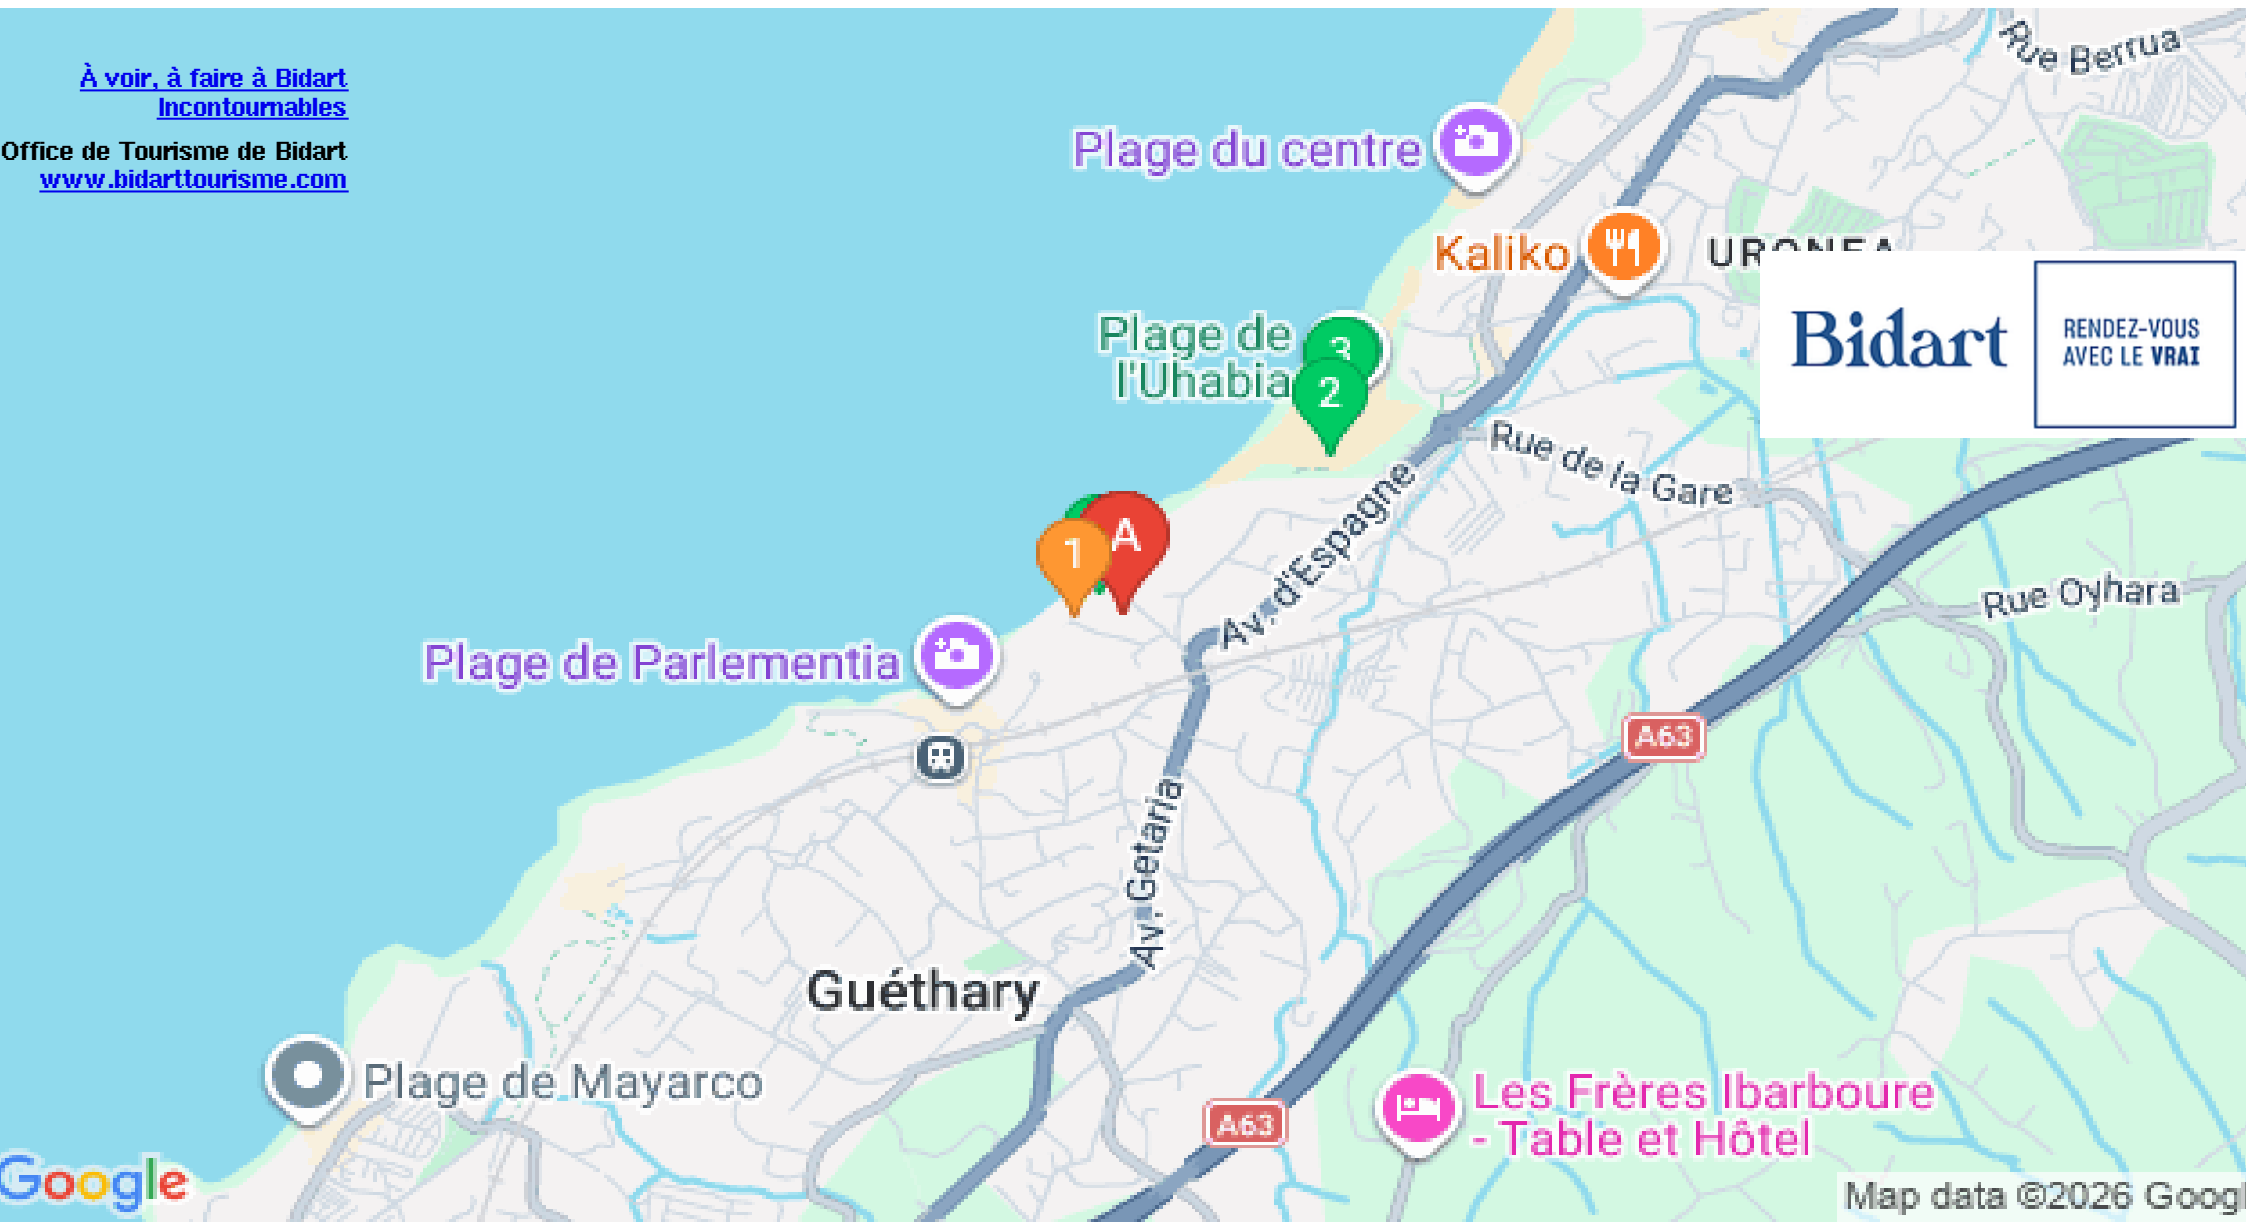 À voir, à faire à Bidart
Incontournables
Office de Tourisme de Bidart
www.bidarttourisme.com
Rue Berrua
Plage du centre
Kaliko
Bidart
RENDEZ-VOUS
AVEC LE VRAI
Plage de
l'Uhabia
3
2
Rue de la Gare
A
1
Av. d'Espagne
Rue Oyhara
Plage de Parlementia
A63
Av. Getaria
Guéthary
Plage de Mayarco
A63
Les Frères Ibarboure
- Table et Hôtel
Google
Map data ©2026